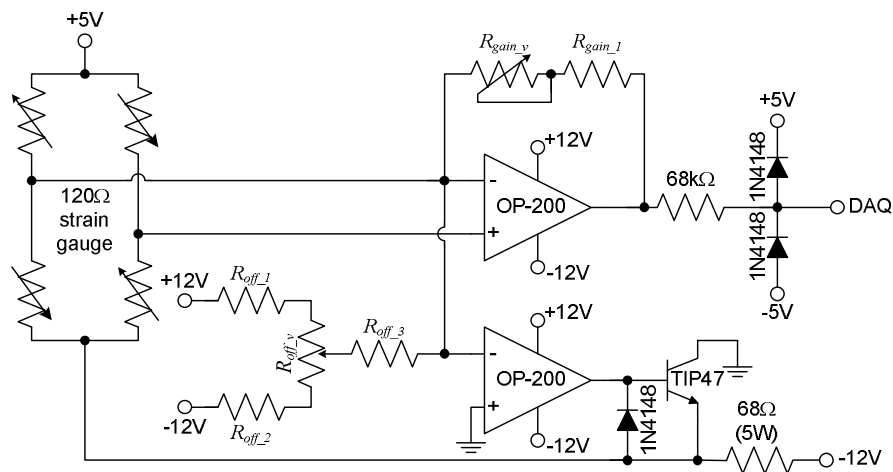 +5V
R_gain_v
R_gain_1
+5V
+12V
1N4148
68kΩ
-
OP-200
+
DAQ
120Ω
strain
gauge
1N4148
-12V
-5V
+12V
R_off_1
R_off_v
R_off_3
+12V
-
OP-200
+
TIP47
-12V
R_off_2
1N4148
-12V
68Ω
(5W)
-12V